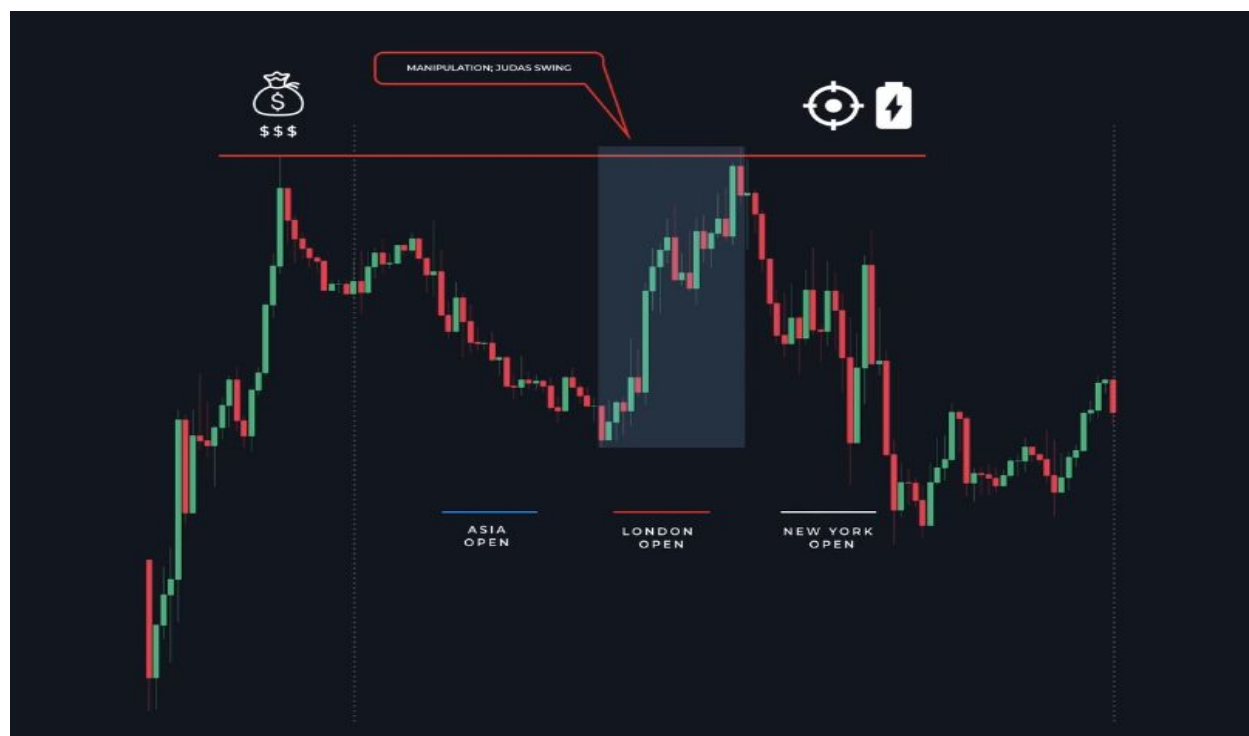 MANIPULATION; JUDAS SWING
$
$$$
ASIA
OPEN
LONDON
OPEN
NEW YORK
OPEN